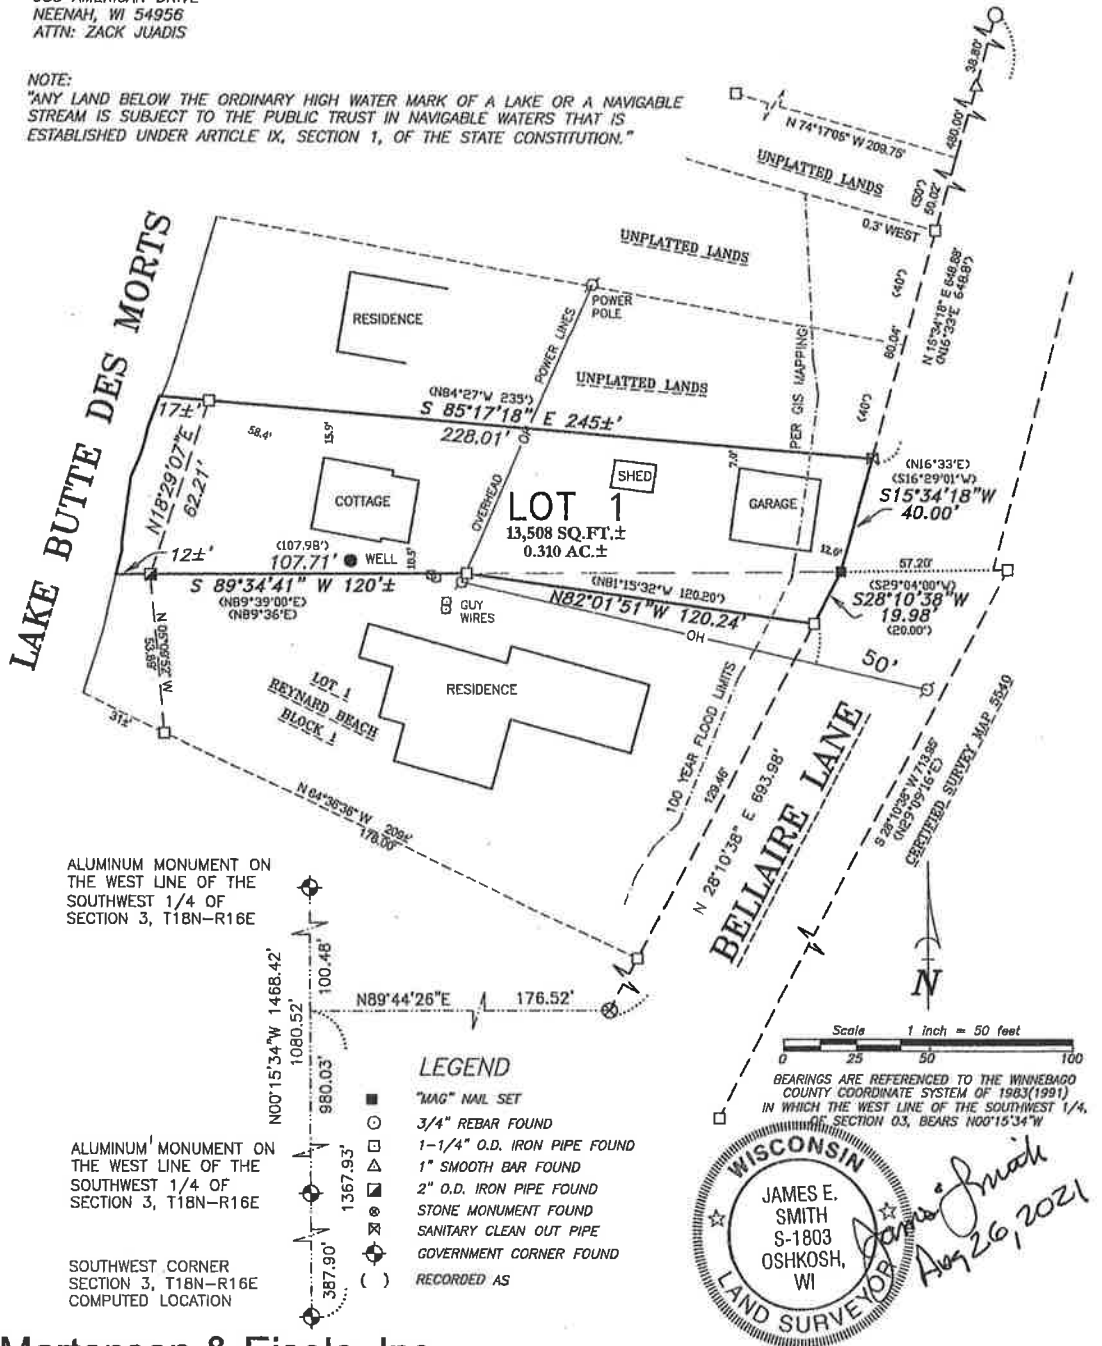 NEENAH, WI 54956
ATTN: ZACK JUADIS
NOTE:
"ANY LAND BELOW THE ORDINARY HIGH WATER MARK OF A LAKE OR A NAVIGABLE
STREAM IS SUBJECT TO THE PUBLIC TRUST IN NAVIGABLE WATERS THAT IS
ESTABLISHED UNDER ARTICLE IX, SECTION 1, OF THE STATE CONSTITUTION."
38.80'
480.00'
N 74°17'05" W 209.75'
UNPLATTED LANDS
(50')
50.02'
0.3' WEST
UNPLATTED LANDS
(40')
N 15°34'18" E 648.88'
(N16°33'E 648.8')
LAKE BUTTE DES MORTS
RESIDENCE
POWER
POLE
80.04'
OVERHEAD POWER LINES
UNPLATTED LANDS
PER GIS MAPPING
(40')
(N84°27'W 235')
S 85°17'18" E 245±'
228.01'
17±'
58.4'
15.9'
7.0'
(N16°33'E)
(S16°29'01"W)
S15°34'18"W
40.00'
N18°29'07"E
62.21'
COTTAGE
SHED
GARAGE
LOT 1
13,508 SQ.FT.±
0.310 AC.±
12±'
(107.98')
107.71'
WELL
10.5'
12.0'
57.20'
S 89°34'41" W 120'±
(N89°39'00"E)
(N89°36'E)
(N81°15'32"W 120.20')
N82°01'51"W 120.24'
(S29°04'00"W)
S28°10'38"W
19.98'
(20.00')
GUY
WIRES
OH
50'
N 05°09'52" W
53.89'
31±'
LOT 1
REYNARD BEACH
BLOCK 1
RESIDENCE
100 YEAR FLOOD LIMITS
129.46'
N 28°10'38" E 693.98'
BELLAIRE LANE
S 28°10'38" W 713.95'
(N29°09'16"E)
CERTIFIED SURVEY MAP 5540
N 64°36'36" W 209±'
178.00'
ALUMINUM MONUMENT ON
THE WEST LINE OF THE
SOUTHWEST 1/4 OF
SECTION 3, T18N-R16E
N00°15'34"W 1468.42'
1080.52'
100.48'
980.03'
N89°44'26"E 176.52'
N
Scale 1 inch = 50 feet
0 25 50 100
BEARINGS ARE REFERENCED TO THE WINNEBAGO
COUNTY COORDINATE SYSTEM OF 1983(1991)
IN WHICH THE WEST LINE OF THE SOUTHWEST 1/4,
OF SECTION 03, BEARS N00°15'34"W
LEGEND
"MAG" NAIL SET
3/4" REBAR FOUND
1-1/4" O.D. IRON PIPE FOUND
1" SMOOTH BAR FOUND
2" O.D. IRON PIPE FOUND
STONE MONUMENT FOUND
SANITARY CLEAN OUT PIPE
GOVERNMENT CORNER FOUND
( ) RECORDED AS
ALUMINUM MONUMENT ON
THE WEST LINE OF THE
SOUTHWEST 1/4 OF
SECTION 3, T18N-R16E
1367.93'
387.90'
SOUTHWEST CORNER
SECTION 3, T18N-R16E
COMPUTED LOCATION
WISCONSIN
JAMES E.
SMITH
S-1803
OSHKOSH,
WI
LAND SURVEYOR
James Smith
Aug 26, 2021